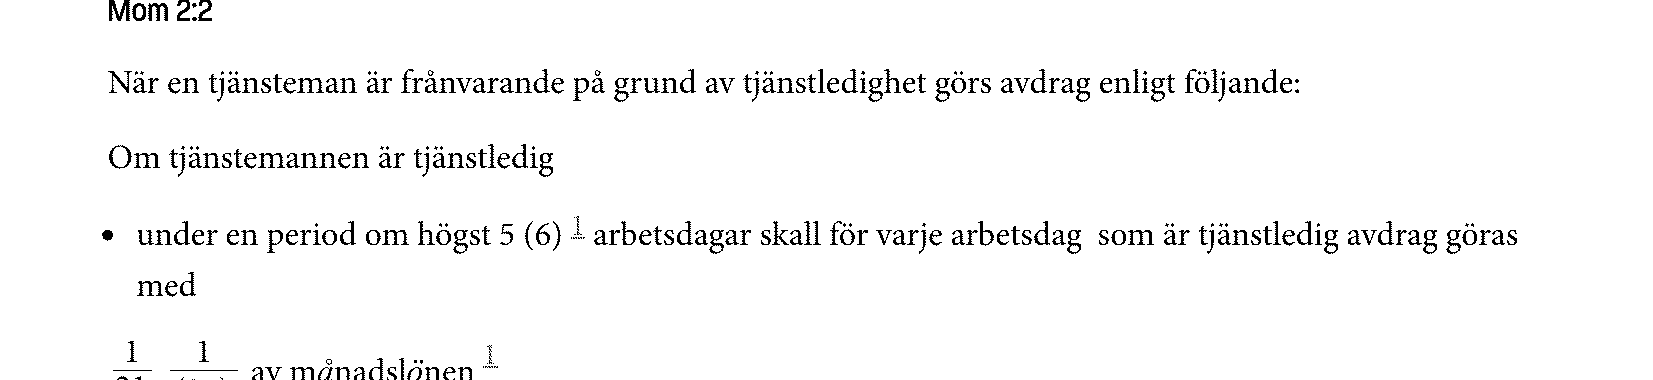 Mom 2:2
När en tjänsteman är frånvarande på grund av tjänstledighet görs avdrag enligt följande:
Om tjänstemannen är tjänstledig
• under en period om högst 5 (6) 1 arbetsdagar skall för varje arbetsdag som är tjänstledig avdrag göras
med
1 1 av månadslönen 1